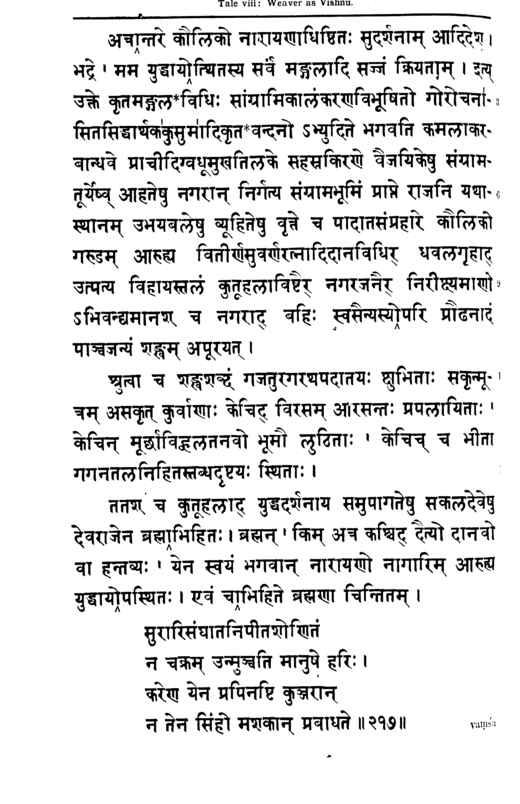 Tale viii: Weaver as Vishnu.
अत्रान्तरे कौलिको नारायणाधिष्ठितः सुदर्शनाम् आदिदेश।
भद्रे ' मम युद्धायोत्थितस्य सर्वं मङ्गलादि सज्जं क्रियताम्। इत्य्
उक्ते कृतमङ्गल*विधिः सांग्रामिकालंकरणविभूषितो गोरोचना- 3
सितसिद्धार्थककुसुमादिकृत*वन्दनो ऽभ्युदिते भगवति कमलाकर-
बान्धवे प्राचीदिग्वधूमुखतिलके सहस्रकिरणे वैजयिकेषु संग्राम-
तूर्येष्व् आहतेषु नगरान् निर्गत्य संग्रामभूमिं प्राप्ते राजनि यथा- 6
स्थानम् उभयबलेषु व्यूहितेषु वृत्ते च पादातसंप्रहारे कौलिको
गरुडम् आरुह्य वितीर्णसुवर्णरत्नादिदानविधिर् धवलगृहाद्
उत्पत्य विहायस्तलं कुतूहलाविष्टैर् नगरजनैर् निरीक्ष्यमाणो 9
ऽभिवन्द्यमानश् च नगराद् बहिः स्वसैन्यस्योपरि प्रौढनादं
पाञ्चजन्यं शङ्खम् अपूरयत्।
श्रुत्वा च शङ्खशब्दं गजतुरगरथपदातयः क्षुभिताः सकृन्मू-
त्रम् असकृत् कुर्वाणाः केचिद् विरसम् आरसन्तः प्रपलायिताः '
केचिन् मूर्छाविह्वलतनवो भूमौ लुठिताः ' केचिच् च भीता
गगनतलनिहितस्तब्धदृष्टयः स्थिताः।
ततश् च कुतूहलाद् युद्धदर्शनाय समुपागतेषु सकलदेवेषु
देवराजेन ब्रह्माभिहितः। ब्रह्मन् ' किम् अत्र कश्चिद् दैत्यो दानवो
वा हन्तव्यः ' येन स्वयं भगवान् नारायणो नागारिम् आरुह्य
युद्धायोपस्थितः। एवं चाभिहिते ब्रह्मणा चिन्तितम्।
सुरारिसंघातनिपीतशोणितं
न चक्रम् उन्मुञ्चति मानुषे हरिः।
करेण येन प्रपिनष्टि कुञ्जरान्
न तेन सिंहो मशकान् प्रबाधते॥२१७॥ vaṃśa